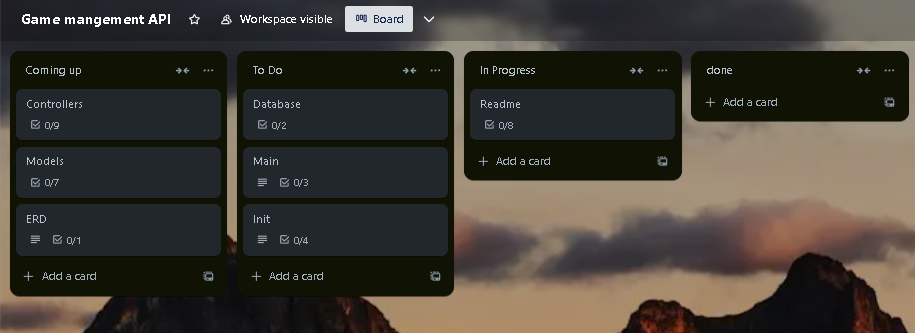 Game mangement API Workspace visible Board
Coming up
Controllers
0/9
Models
0/7
ERD
0/1
+ Add a card
To Do
Database
0/2
Main
0/3
Init
0/4
+ Add a card
In Progress
Readme
0/8
+ Add a card
done
+ Add a card